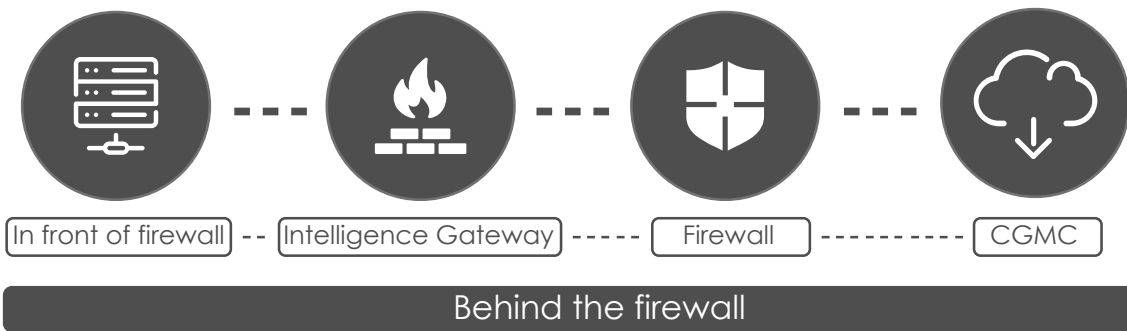 In front of firewall
Intelligence Gateway
Firewall
CGMC
Behind the firewall